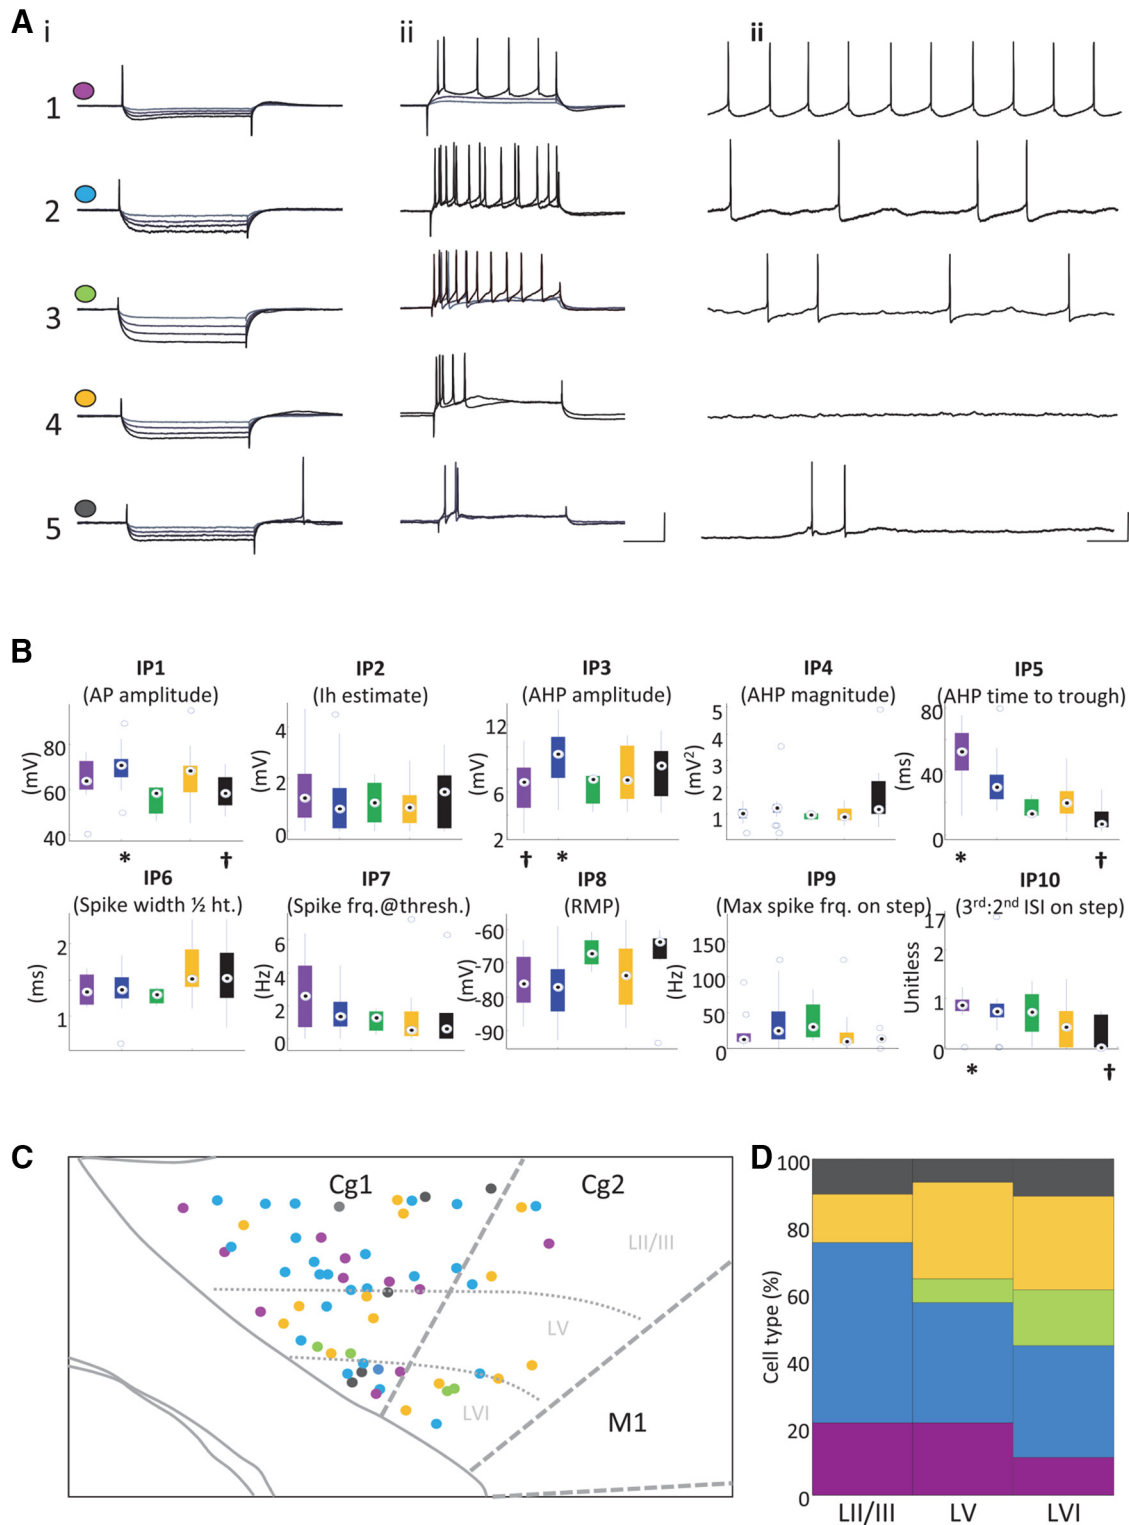 A
i
ii
ii
1
2
3
4
5
B
IP1
(AP amplitude)
(mV)
80
60
40
*
†
IP2
(Ih estimate)
(mV)
4
2
0
IP3
(AHP amplitude)
(mV)
12
6
2
†
*
IP4
(AHP magnitude)
(mV²)
5
4
3
2
1
IP5
(AHP time to trough)
(ms)
80
40
0
*
†
IP6
(Spike width ½ ht.)
(ms)
2
1
IP7
(Spike frq.@thresh.)
(Hz)
6
4
2
0
IP8
(RMP)
(mV)
-60
-70
-80
-90
IP9
(Max spike frq. on step)
(Hz)
150
100
50
0
IP10
(3rd:2nd ISI on step)
Unitless
17
2
1
0
*
†
C
Cg1
Cg2
LII/III
LV
LVI
M1
D
Cell type (%)
100
80
60
40
20
0
LII/III
LV
LVI